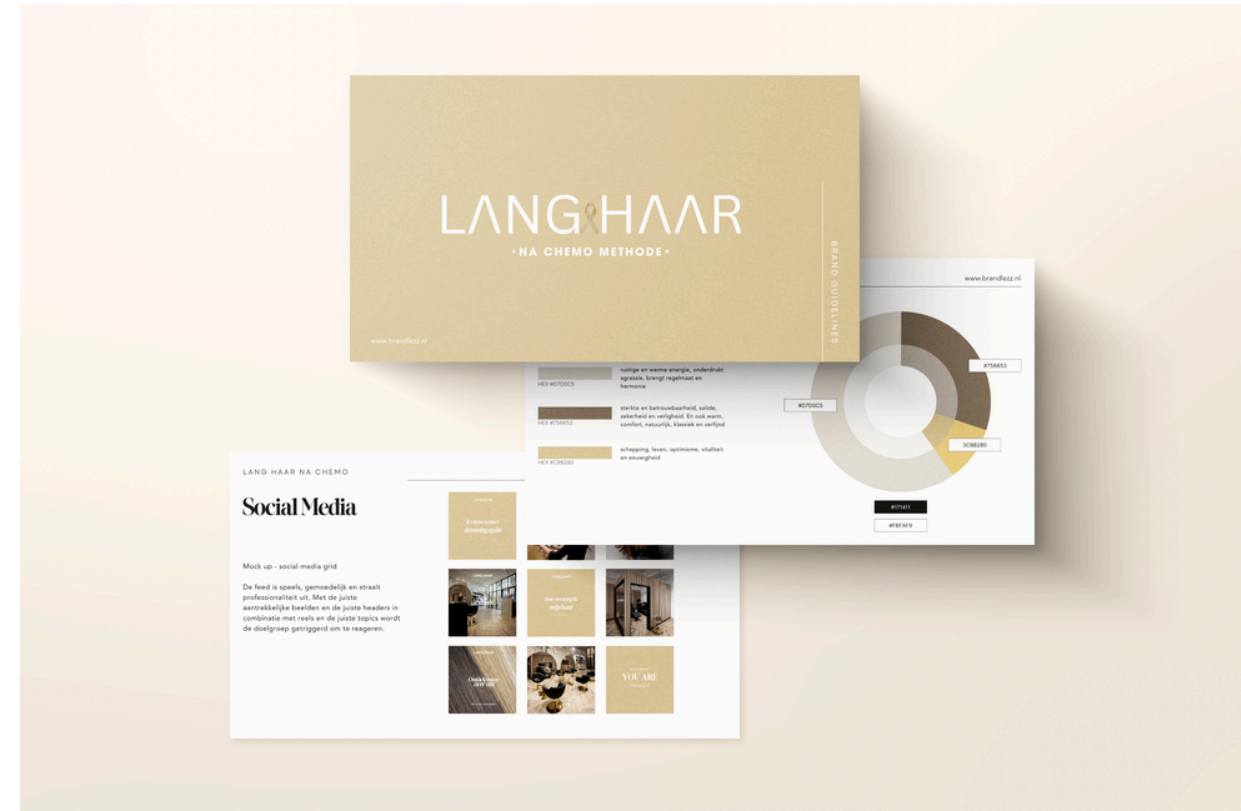 LANG HAAR
•NA CHEMO METHODE•
BRAND GUIDELINES
www.brandlezz.nl
www.brandlezz.nl
HEX #D7D0C5
rustige en warme energie, onderdrukt
agressie, brengt regelmaat en
harmonie
HEX #756653
sterkte en betrouwbaarheid, solide,
zekerheid en veiligheid. En ook warm,
comfort, natuurlijk, klassiek en verfijnd
HEX #C9B280
schepping, leven, optimisme, vitaliteit
en eeuwigheid
#756653
#D7D0C5
3C9B280
#171411
#FBFAF9
LANG HAAR NA CHEMO
Social Media
Mock up - social media grid
De feed is speels, gemoedelijk en straalt
professionaliteit uit. Met de juiste
aantrekkelijke beelden en de juiste headers in
combinatie met reels en de juiste topics wordt
de doelgroep getriggerd om te reageren.
YOU ARE